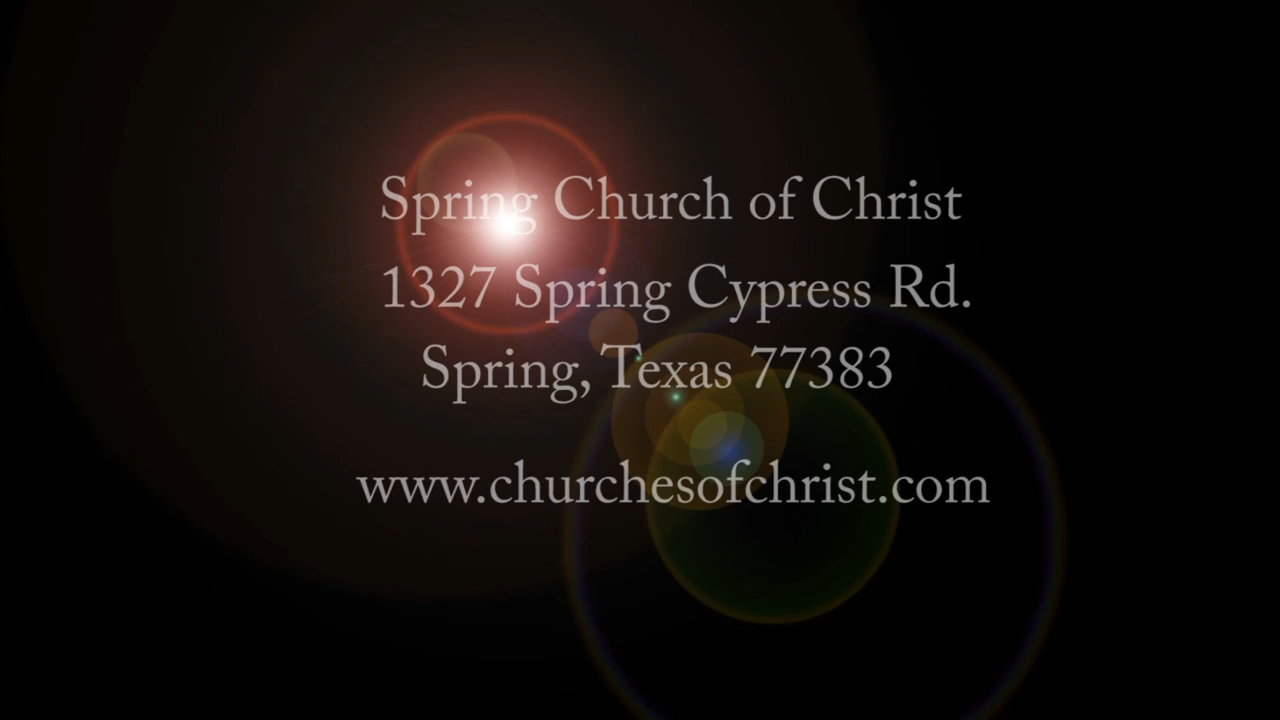 Spring Church of Christ
1327 Spring Cypress Rd.
Spring, Texas 77383
www.churchesofchrist.com